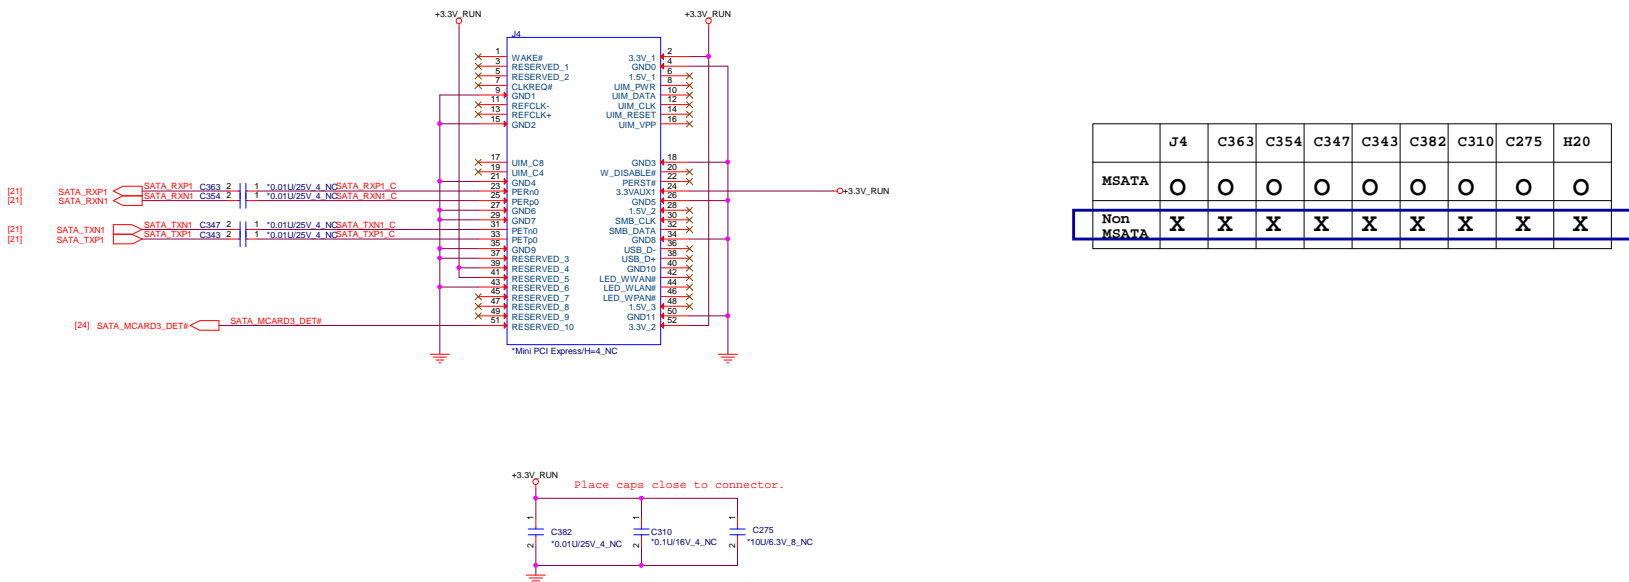 +3.3V_RUN
+3.3V_RUN
J4
1 WAKE# 3.3V_1 2
3 RESERVED_1 GND0 4
5 RESERVED_2 1.5V_1 6
7 CLKREQ# UIM_PWR 8
9 GND1 UIM_DATA 10
11 REFCLK- UIM_CLK 12
13 REFCLK+ UIM_RESET 14
15 GND2 UIM_VPP 16
17 UIM_C8 GND3 18
19 UIM_C4 W_DISABLE# 20
21 GND4 PERST# 22
[21] SATA_RXP1 SATA_RXP1 C363 2 1 *0.01U/25V_4_NC SATA_RXP1_C 23 PERn0 3.3VAUX1 24 +3.3V_RUN
[21] SATA_RXN1 SATA_RXN1 C354 2 1 *0.01U/25V_4_NC SATA_RXN1_C 25 PERp0 GND5 26
27 GND6 1.5V_2 28
29 GND7 SMB_CLK 30
[21] SATA_TXN1 SATA_TXN1 C347 2 1 *0.01U/25V_4_NC SATA_TXN1_C 31 PETn0 SMB_DATA 32
[21] SATA_TXP1 SATA_TXP1 C343 2 1 *0.01U/25V_4_NC SATA_TXP1_C 33 PETp0 GND8 34
35 GND9 USB_D- 36
37 RESERVED_3 USB_D+ 38
39 RESERVED_4 GND10 40
41 RESERVED_5 LED_WWAN# 42
43 RESERVED_6 LED_WLAN# 44
45 RESERVED_7 LED_WPAN# 46
47 RESERVED_8 1.5V_3 48
49 RESERVED_9 GND11 50
[24] SATA_MCARD3_DET# SATA_MCARD3_DET# 51 RESERVED_10 3.3V_2 52
*Mini PCI Express/H=4_NC
J4 C363 C354 C347 C343 C382 C310 C275 H20
MSATA O O O O O O O O O
Non
MSATA X X X X X X X X X
+3.3V_RUN
Place caps close to connector.
1 1 1
C382 C310 C275
*0.01U/25V_4_NC *0.1U/16V_4_NC *10U/6.3V_8_NC
2 2 2